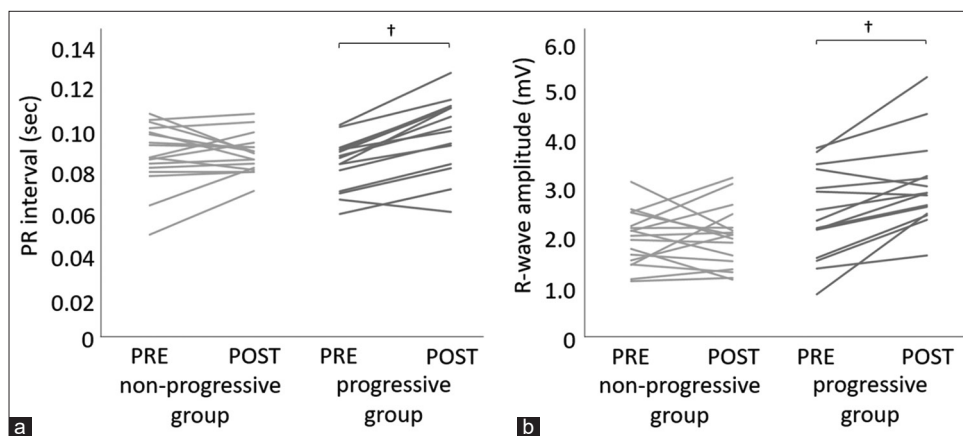 †
0.14
0.12
0.10
0.08
0.06
0.04
0.02
0
PR interval (sec)
PRE POST PRE POST
non-progressive progressive
group group
a
†
6.0
5.0
4.0
3.0
2.0
1.0
0
R-wave amplitude (mV)
PRE POST PRE POST
non-progressive progressive
group group
b